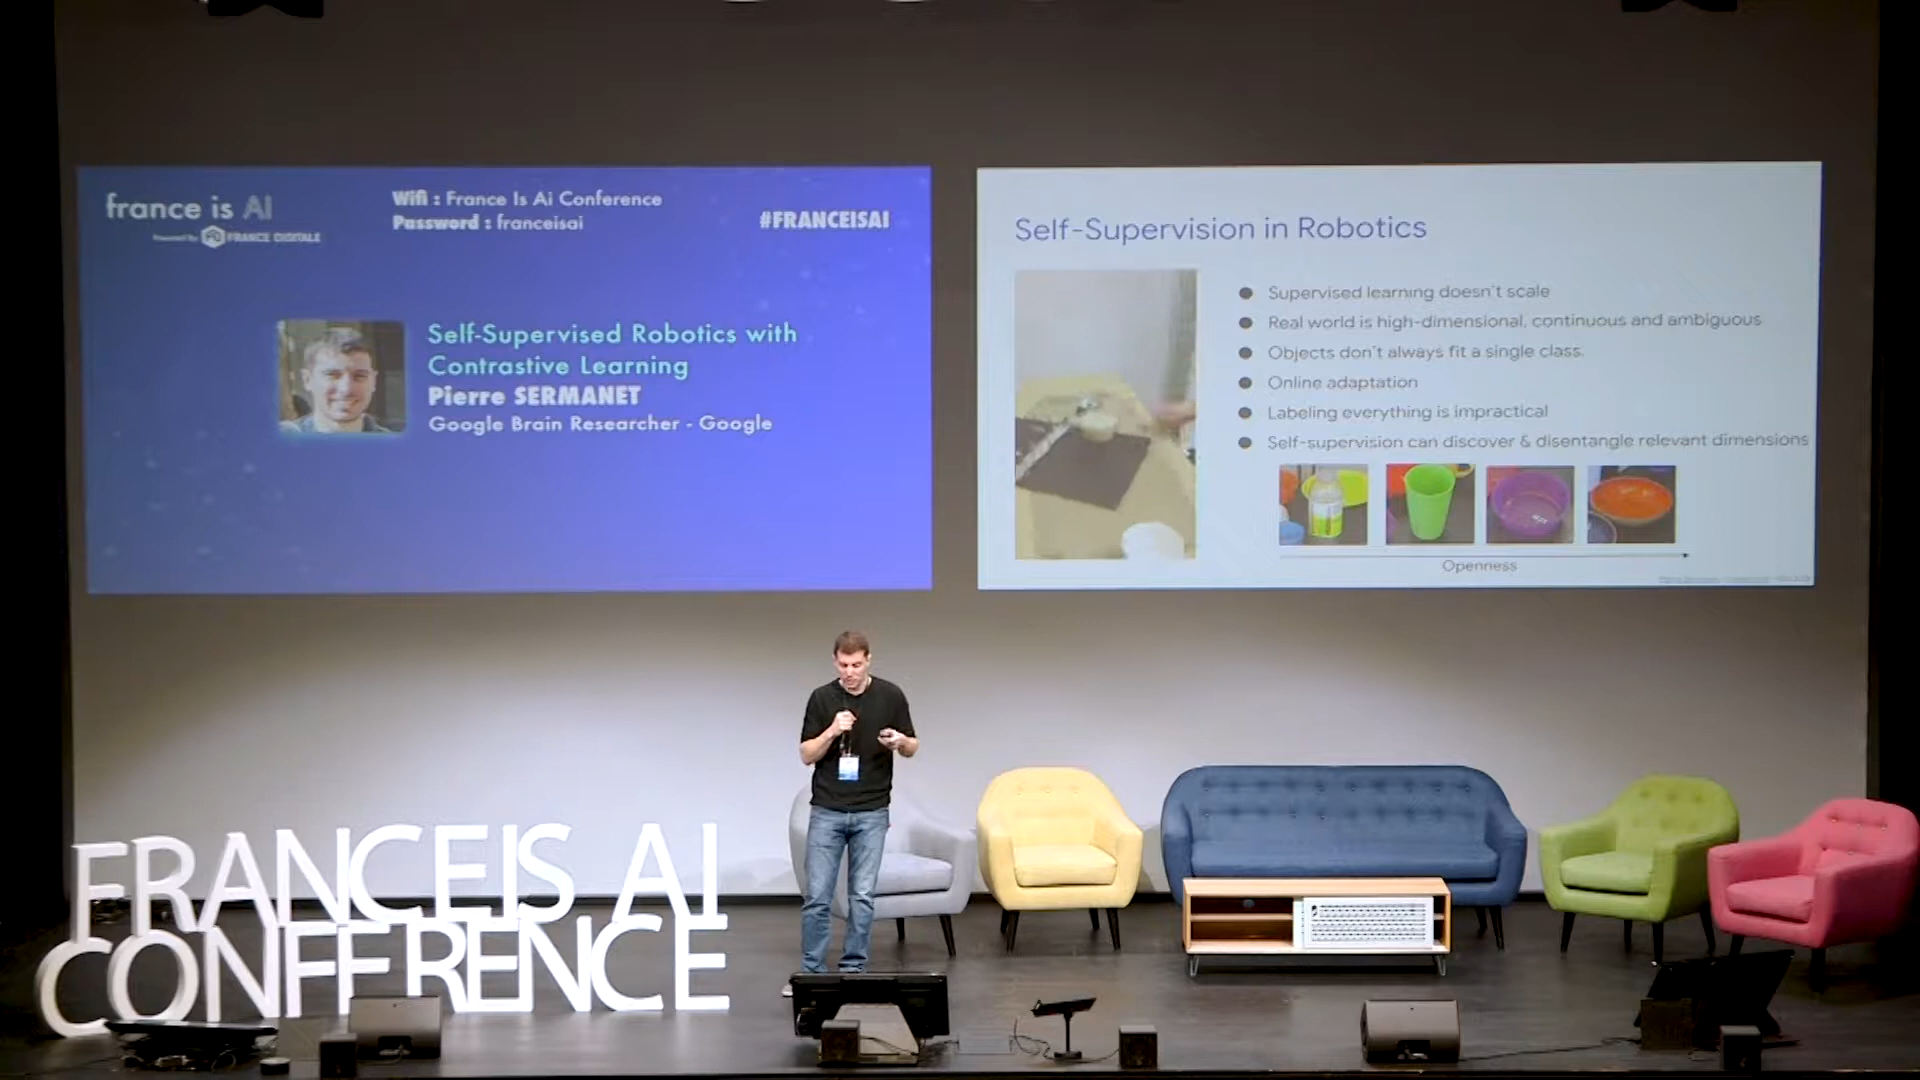 france is AI
Powered by FRANCE DIGITALE
Wifi : France Is Ai Conference
Password : franceisai
#FRANCEISAI
Self-Supervised Robotics with
Contrastive Learning
Pierre SERMANET
Google Brain Researcher - Google
Self-Supervision in Robotics
Supervised learning doesn't scale
Real world is high-dimensional, continuous and ambiguous
Objects don't always fit a single class.
Online adaptation
Labeling everything is impractical
Self-supervision can discover & disentangle relevant dimensions
Openness
FRANCE IS AI
CONFERENCE